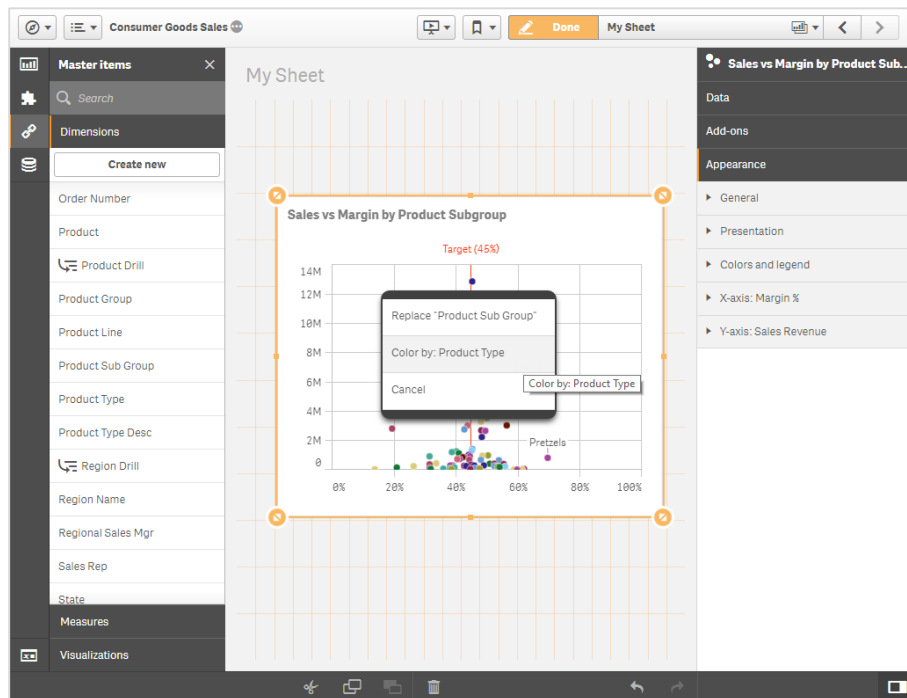 Consumer Goods Sales
Done
My Sheet
Master items
Search
Dimensions
Create new
Order Number
Product
Product Drill
Product Group
Product Line
Product Sub Group
Product Type
Product Type Desc
Region Drill
Region Name
Regional Sales Mgr
Sales Rep
State
Measures
Visualizations
My Sheet
Sales vs Margin by Product Subgroup
Target (45%)
14M
12M
10M
8M
6M
4M
2M
0
0%
20%
40%
60%
80%
100%
Replace "Product Sub Group"
Color by: Product Type
Cancel
Color by: Product Type
Pretzels
Sales vs Margin by Product Sub...
Data
Add-ons
Appearance
General
Presentation
Colors and legend
X-axis: Margin %
Y-axis: Sales Revenue